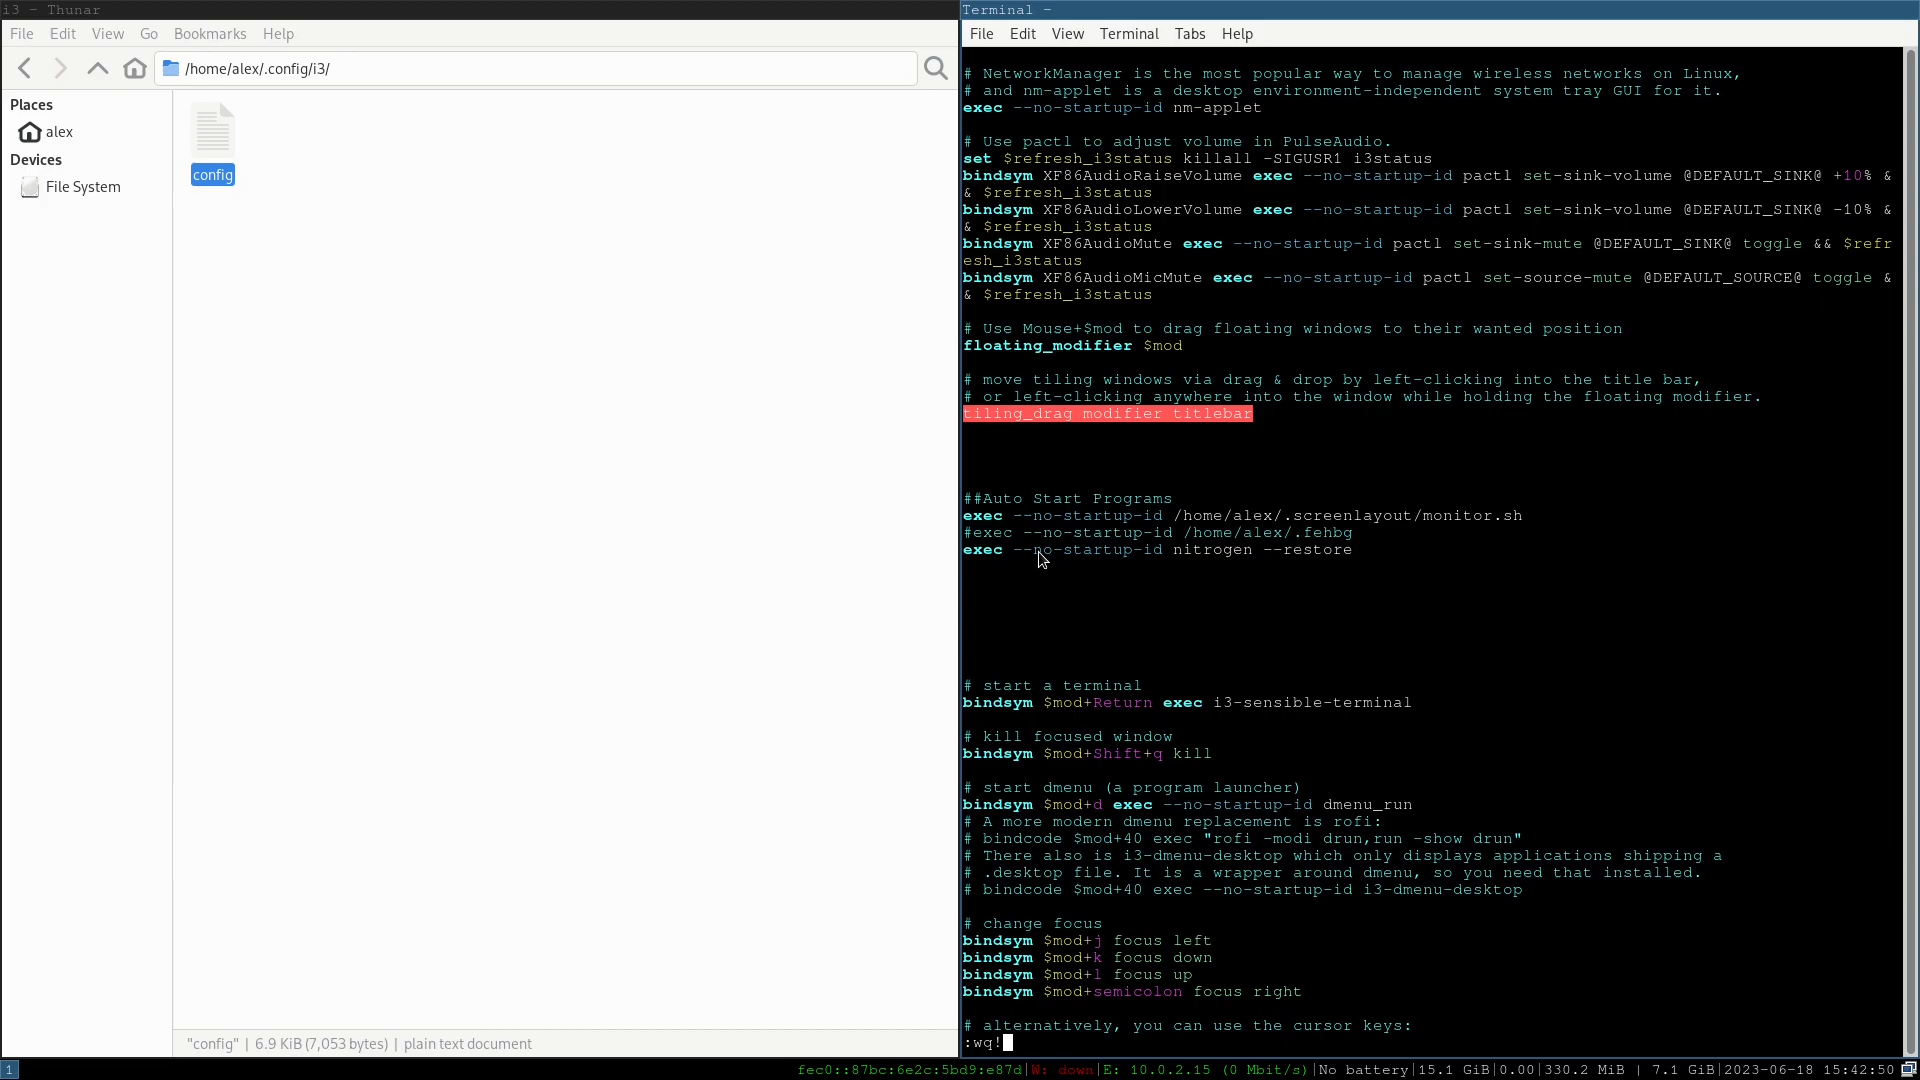 i3 - Thunar
File Edit View Go Bookmarks Help
/home/alex/.config/i3/
Places
alex
Devices
File System
config
"config" | 6.9 KiB (7,053 bytes) | plain text document
Terminal -
File Edit View Terminal Tabs Help
# NetworkManager is the most popular way to manage wireless networks on Linux,
# and nm-applet is a desktop environment-independent system tray GUI for it.
exec --no-startup-id nm-applet
# Use pactl to adjust volume in PulseAudio.
set $refresh_i3status killall -SIGUSR1 i3status
bindsym XF86AudioRaiseVolume exec --no-startup-id pactl set-sink-volume @DEFAULT_SINK@ +10% &
& $refresh_i3status
bindsym XF86AudioLowerVolume exec --no-startup-id pactl set-sink-volume @DEFAULT_SINK@ -10% &
& $refresh_i3status
bindsym XF86AudioMute exec --no-startup-id pactl set-sink-mute @DEFAULT_SINK@ toggle && $refr
esh_i3status
bindsym XF86AudioMicMute exec --no-startup-id pactl set-source-mute @DEFAULT_SOURCE@ toggle &
& $refresh_i3status
# Use Mouse+$mod to drag floating windows to their wanted position
floating_modifier $mod
# move tiling windows via drag & drop by left-clicking into the title bar,
# or left-clicking anywhere into the window while holding the floating modifier.
tiling_drag modifier titlebar
##Auto Start Programs
exec --no-startup-id /home/alex/.screenlayout/monitor.sh
#exec --no-startup-id /home/alex/.fehbg
exec --no-startup-id nitrogen --restore
# start a terminal
bindsym $mod+Return exec i3-sensible-terminal
# kill focused window
bindsym $mod+Shift+q kill
# start dmenu (a program launcher)
bindsym $mod+d exec --no-startup-id dmenu_run
# A more modern dmenu replacement is rofi:
# bindcode $mod+40 exec "rofi -modi drun,run -show drun"
# There also is i3-dmenu-desktop which only displays applications shipping a
# .desktop file. It is a wrapper around dmenu, so you need that installed.
# bindcode $mod+40 exec --no-startup-id i3-dmenu-desktop
# change focus
bindsym $mod+j focus left
bindsym $mod+k focus down
bindsym $mod+l focus up
bindsym $mod+semicolon focus right
# alternatively, you can use the cursor keys:
:wq!
1
fec0::87bc:6e2c:5bd9:e87d|W: down|E: 10.0.2.15 (0 Mbit/s)|No battery|15.1 GiB|0.00|330.2 MiB | 7.1 GiB|2023-06-18 15:42:50